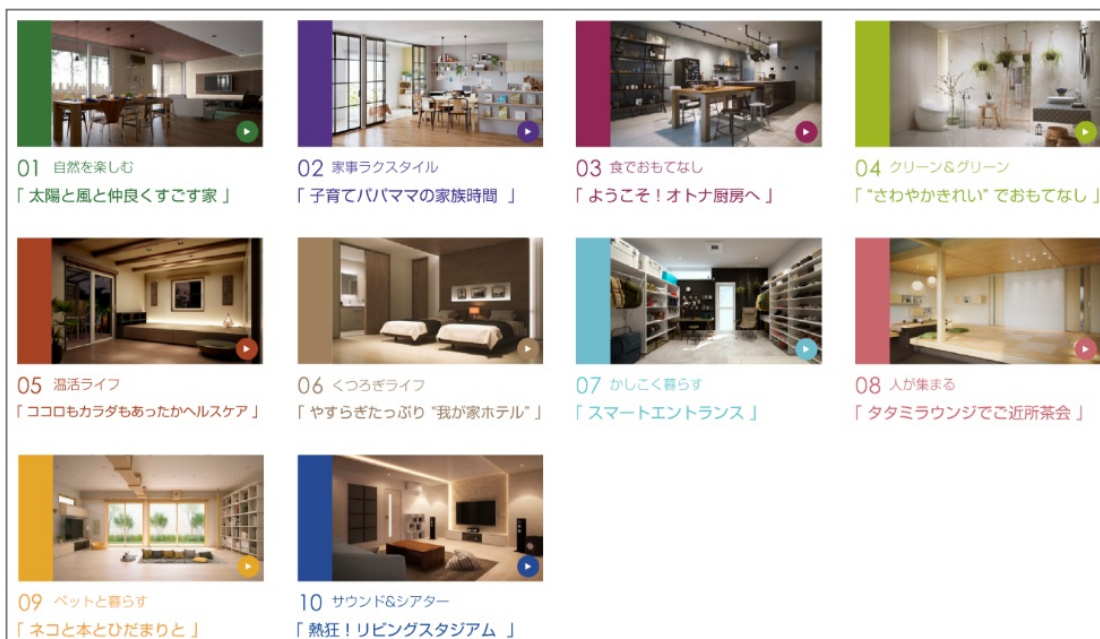 01 自然を楽しむ
「太陽と風と仲良くすごす家」
02 家事ラクスタイル
「子育てパパママの家族時間 」
03 食でおもてなし
「ようこそ!オトナ厨房へ」
04 クリーン&グリーン
「“さわやかきれい”でおもてなし」
05 温活ライフ
「ココロもカラダもあったかヘルスケア」
06 くつろぎライフ
「やすらぎたっぷり“我が家ホテル”」
07 かしこく暮らす
「スマートエントランス」
08 人が集まる
「タタミラウンジでご近所茶会」
09 ペットと暮らす
「ネコと本とひだまりと」
10 サウンド&シアター
「熱狂!リビングスタジアム 」